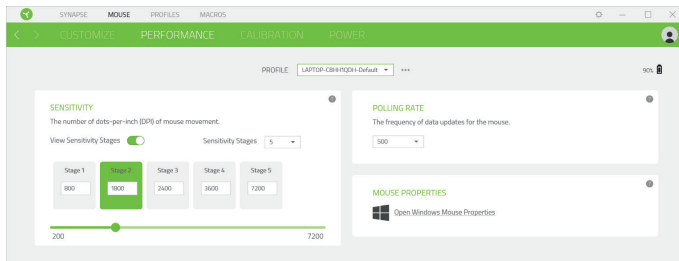 SYNAPSE MOUSE PROFILES MACROS
CUSTOMIZE PERFORMANCE CALIBRATION POWER
PROFILE LAPTOP-C8HH1QDH-Default
90%
SENSITIVITY
The number of dots-per-inch (DPI) of mouse movement.
View Sensitivity Stages
Sensitivity Stages 5
Stage 1 Stage 2 Stage 3 Stage 4 Stage 5
800 1800 2400 3600 7200
200 7200
POLLING RATE
The frequency of data updates for the mouse.
500
MOUSE PROPERTIES
Open Windows Mouse Properties